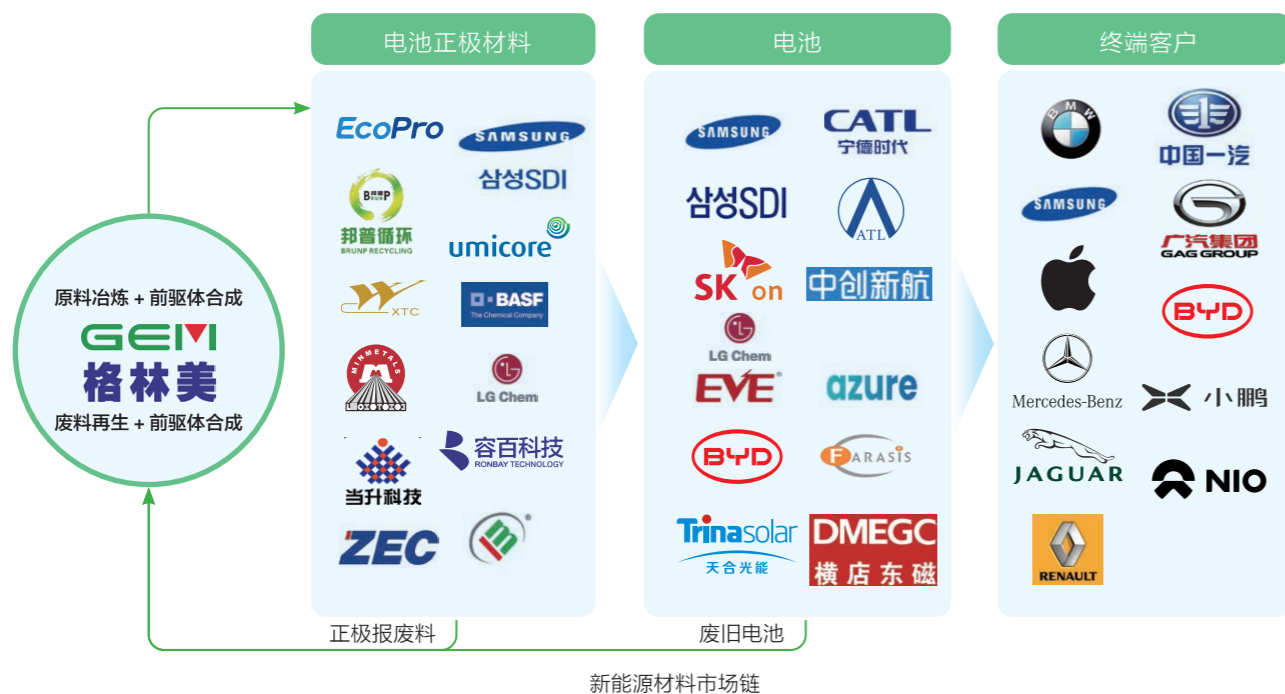 电池正极材料
电池
终端客户
原料冶炼 + 前驱体合成
GEM
格林美
废料再生 + 前驱体合成
EcoPro
SAMSUNG
삼성SDI
BRUNP
邦普循环
BRUNP RECYCLING
umicore
XTC
BASF
The Chemical Company
MINMETALS
LG Chem
当升科技
容百科技
RONBAY TECHNOLOGY
ZEC
®
SAMSUNG
CATL
宁德时代
삼성SDI
ATL
SK on
中创新航
LG Chem
EVE®
azure
BYD
FARASIS
Trinasolar
天合光能
DMEGC
横店东磁
BMW
中国一汽
SAMSUNG
广汽集团
GAG GROUP
BYD
Mercedes-Benz
小鹏
JAGUAR
NIO
RENAULT
正极报废料
废旧电池
新能源材料市场链